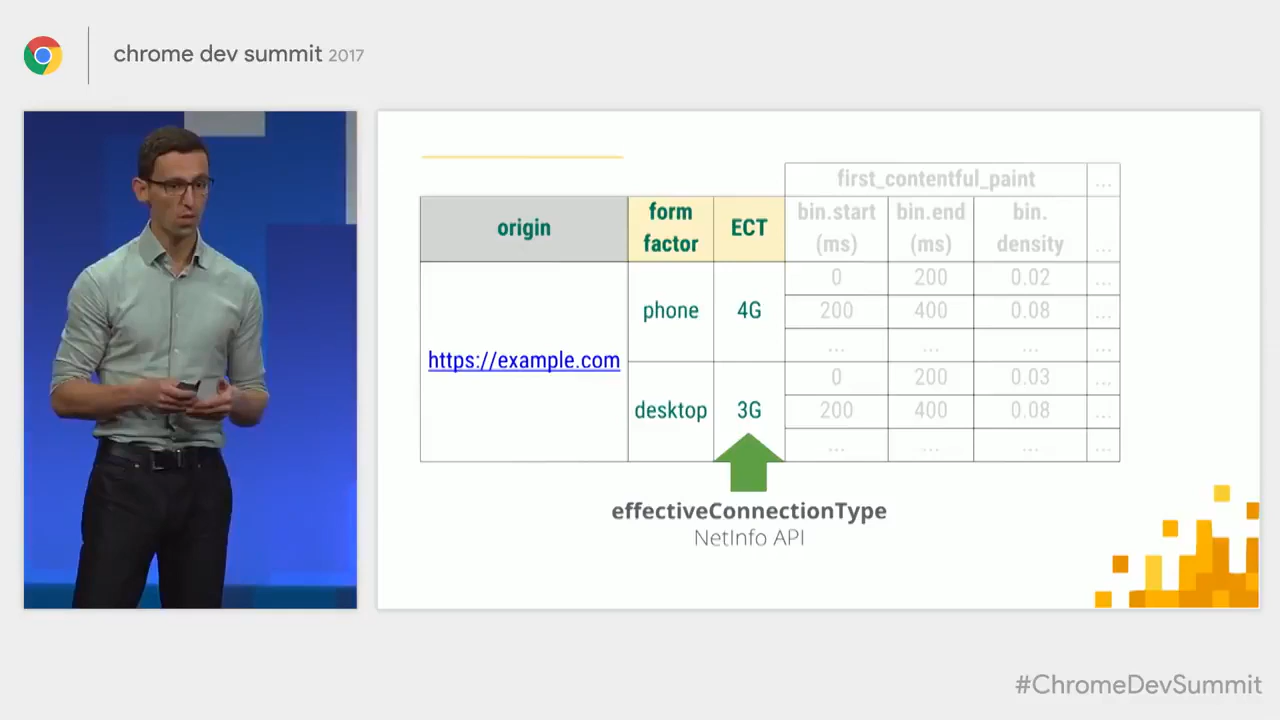 chrome dev summit 2017
first_contentful_paint ...
origin form factor ECT bin.start (ms) bin.end (ms) bin. density ...
https://example.com
phone 4G
0 200 0.02 ...
200 400 0.08 ...
... ... ... ...
desktop 3G
0 200 0.03 ...
200 400 0.08 ...
... ... ... ...
effectiveConnectionType
NetInfo API
#ChromeDevSummit